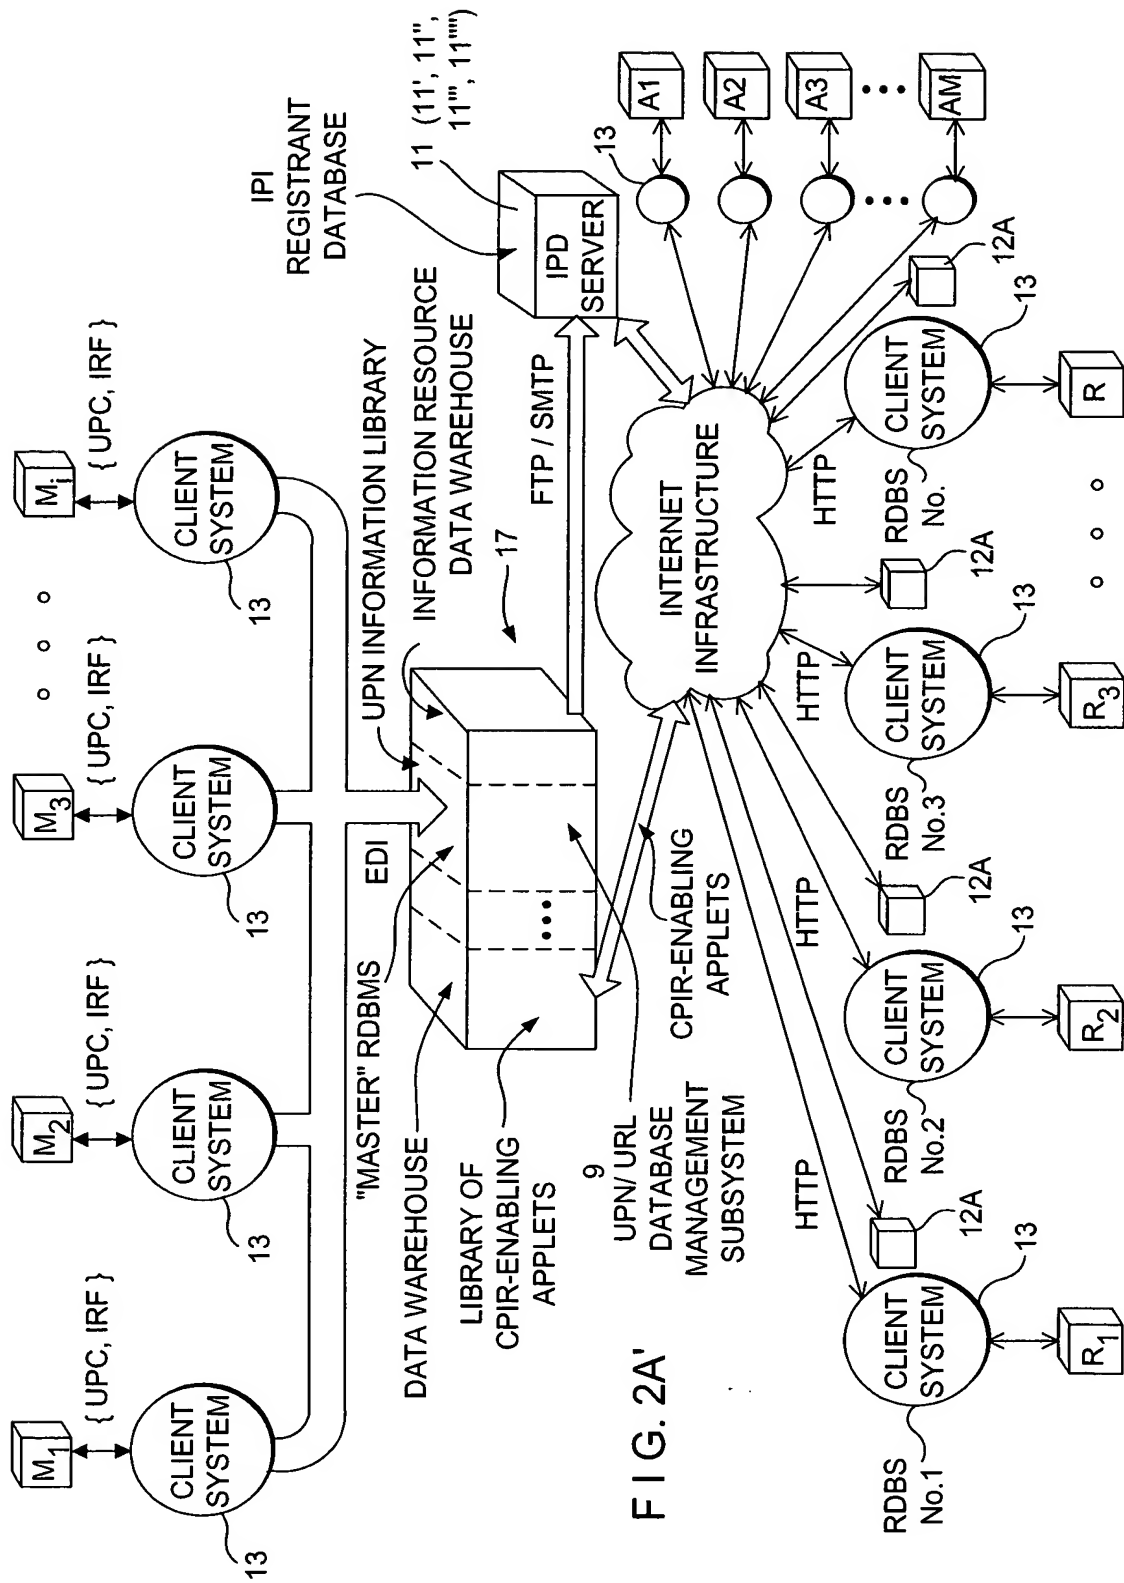 M1
M2
M3
Mi
{ UPC, IRF }
{ UPC, IRF }
{ UPC, IRF }
{ UPC, IRF }
CLIENT
SYSTEM
CLIENT
SYSTEM
CLIENT
SYSTEM
CLIENT
SYSTEM
13
13
13
13
EDI
"MASTER" RDBMS
DATA WAREHOUSE
LIBRARY OF
CPIR-ENABLING
APPLETS
9
UPN/ URL
DATABASE
MANAGEMENT
SUBSYSTEM
UPN INFORMATION LIBRARY
INFORMATION RESOURCE
DATA WAREHOUSE
17
FTP / SMTP
IPI
REGISTRANT
DATABASE
11 (11', 11",
11"', 11"")
IPD
SERVER
CPIR-ENABLING
APPLETS
INTERNET
INFRASTRUCTURE
13
A1
A2
A3
AM
HTTP
HTTP
HTTP
HTTP
12A
12A
12A
12A
RDBS
No.1
CLIENT
SYSTEM
13
R1
RDBS
No.2
CLIENT
SYSTEM
13
R2
RDBS
No.3
CLIENT
SYSTEM
13
R3
RDBS
No.
CLIENT
SYSTEM
13
R
FIG. 2A'